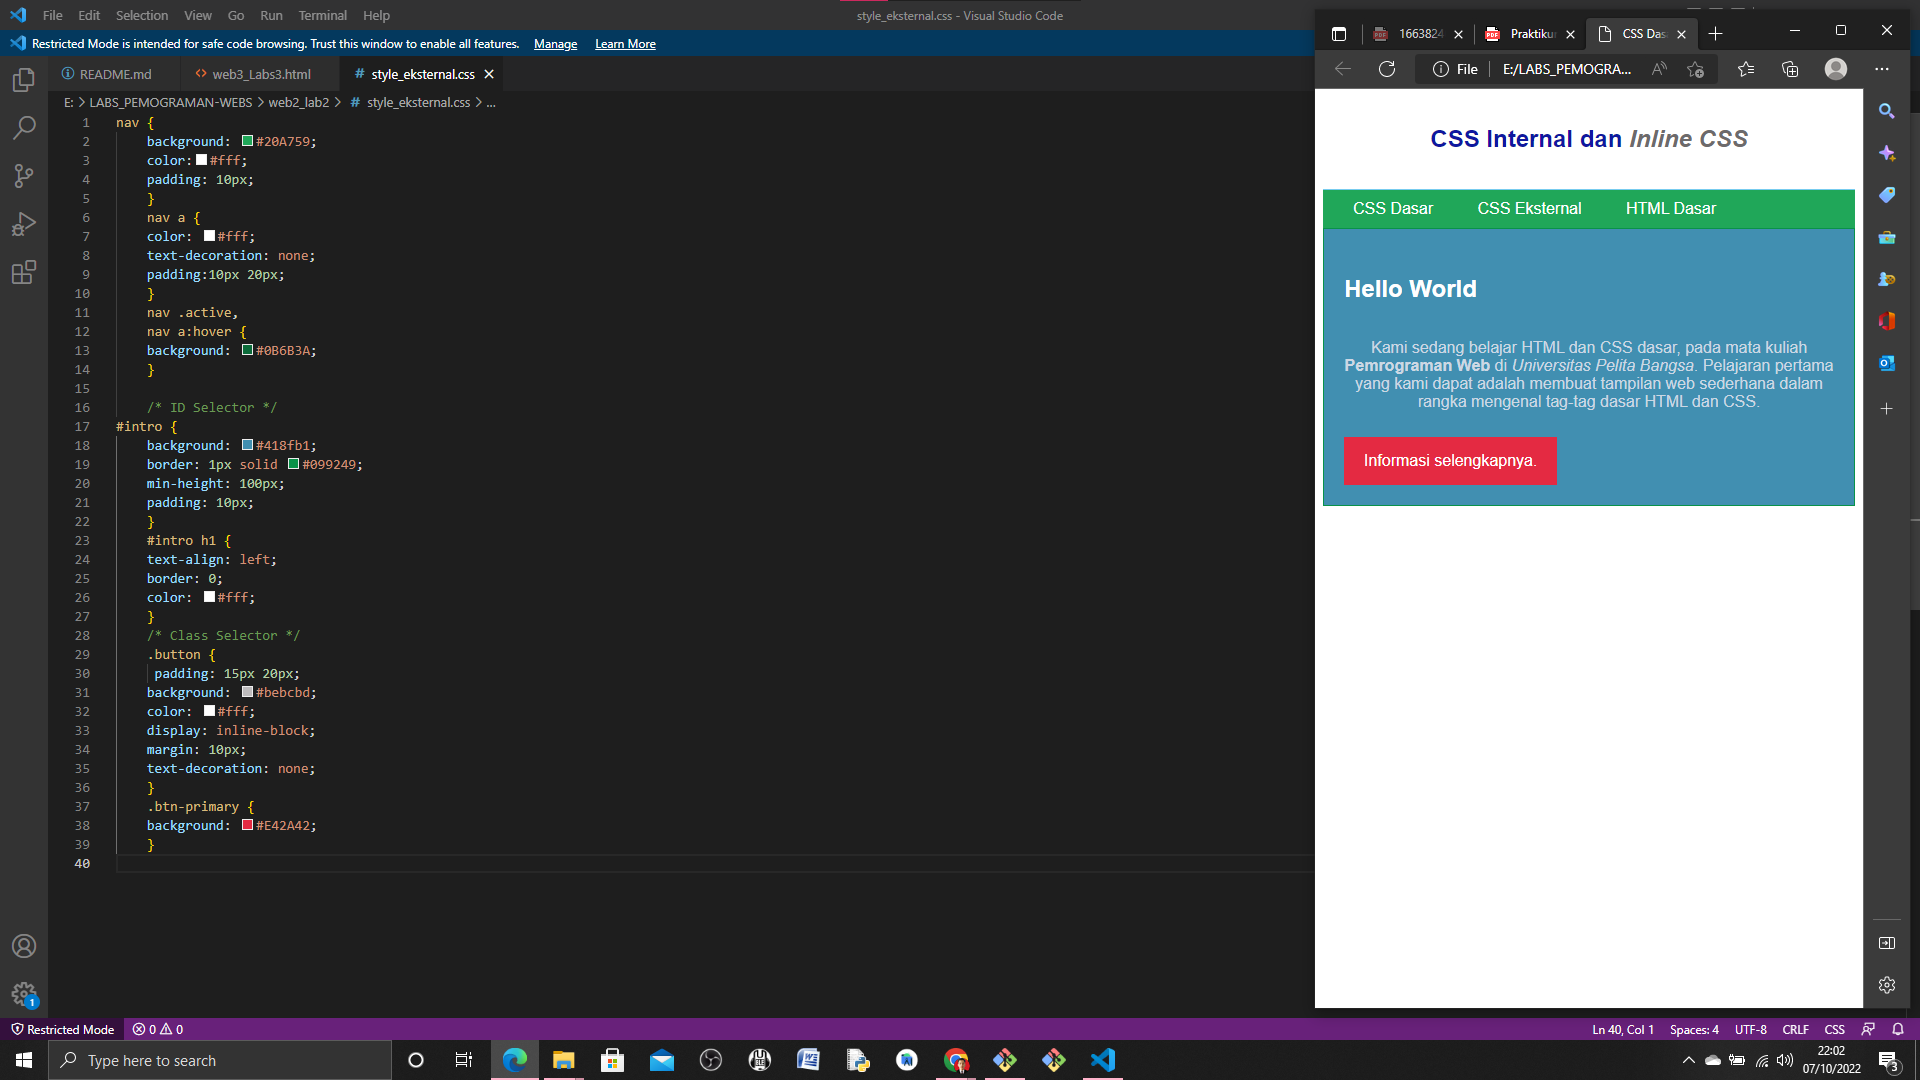 File Edit Selection View Go Run Terminal Help
style_eksternal.css - Visual Studio Code
Restricted Mode is intended for safe code browsing. Trust this window to enable all features. Manage Learn More
README.md web3_Labs3.html # style_eksternal.css
E: > LABS_PEMOGRAMAN-WEBS > web2_lab2 > # style_eksternal.css > ...
1 nav {
2 background: #20A759;
3 color: #fff;
4 padding: 10px;
5 }
6 nav a {
7 color: #fff;
8 text-decoration: none;
9 padding:10px 20px;
10 }
11 nav .active,
12 nav a:hover {
13 background: #0B6B3A;
14 }
15
16 /* ID Selector */
17 #intro {
18 background: #418fb1;
19 border: 1px solid #099249;
20 min-height: 100px;
21 padding: 10px;
22 }
23 #intro h1 {
24 text-align: left;
25 border: 0;
26 color: #fff;
27 }
28 /* Class Selector */
29 .button {
30 padding: 15px 20px;
31 background: #bebcbd;
32 color: #fff;
33 display: inline-block;
34 margin: 10px;
35 text-decoration: none;
36 }
37 .btn-primary {
38 background: #E42A42;
39 }
40
1663824 Praktikum CSS Das
File E:/LABS_PEMOGRA...
CSS Internal dan Inline CSS
CSS Dasar CSS Eksternal HTML Dasar
Hello World
Kami sedang belajar HTML dan CSS dasar, pada mata kuliah
Pemrograman Web di Universitas Pelita Bangsa. Pelajaran pertama
yang kami dapat adalah membuat tampilan web sederhana dalam
rangka mengenal tag-tag dasar HTML dan CSS.
Informasi selengkapnya.
1
Restricted Mode 0 0
Ln 40, Col 1 Spaces: 4 UTF-8 CRLF CSS
Type here to search
22:02
07/10/2022
3